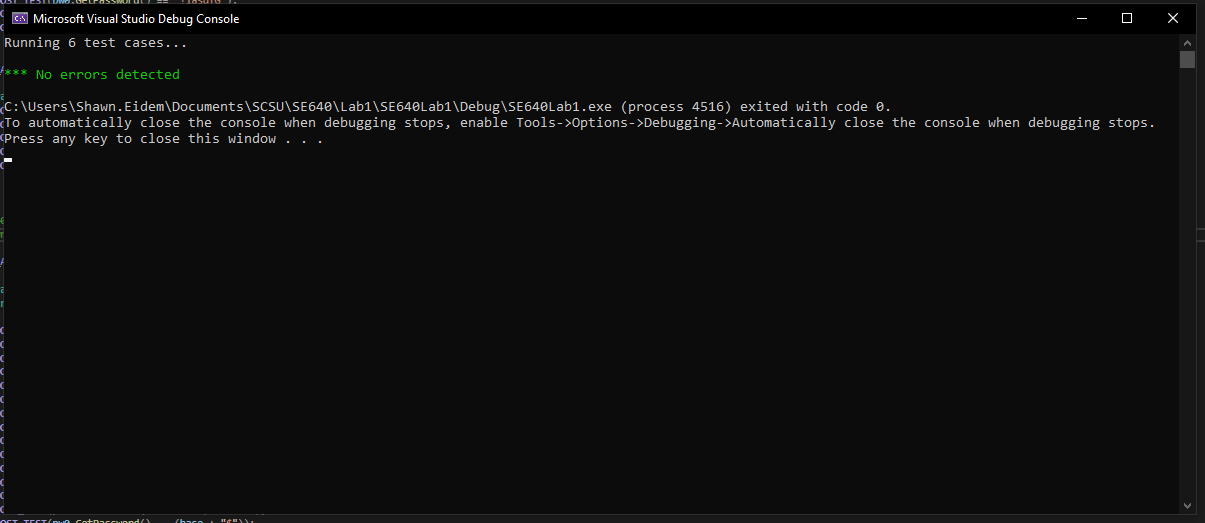 Microsoft Visual Studio Debug Console
Running 6 test cases...
*** No errors detected
C:\Users\Shawn.Eidem\Documents\SCSU\SE640\Lab1\SE640Lab1\Debug\SE640Lab1.exe (process 4516) exited with code 0.
To automatically close the console when debugging stops, enable Tools->Options->Debugging->Automatically close the console when debugging stops.
Press any key to close this window . . .